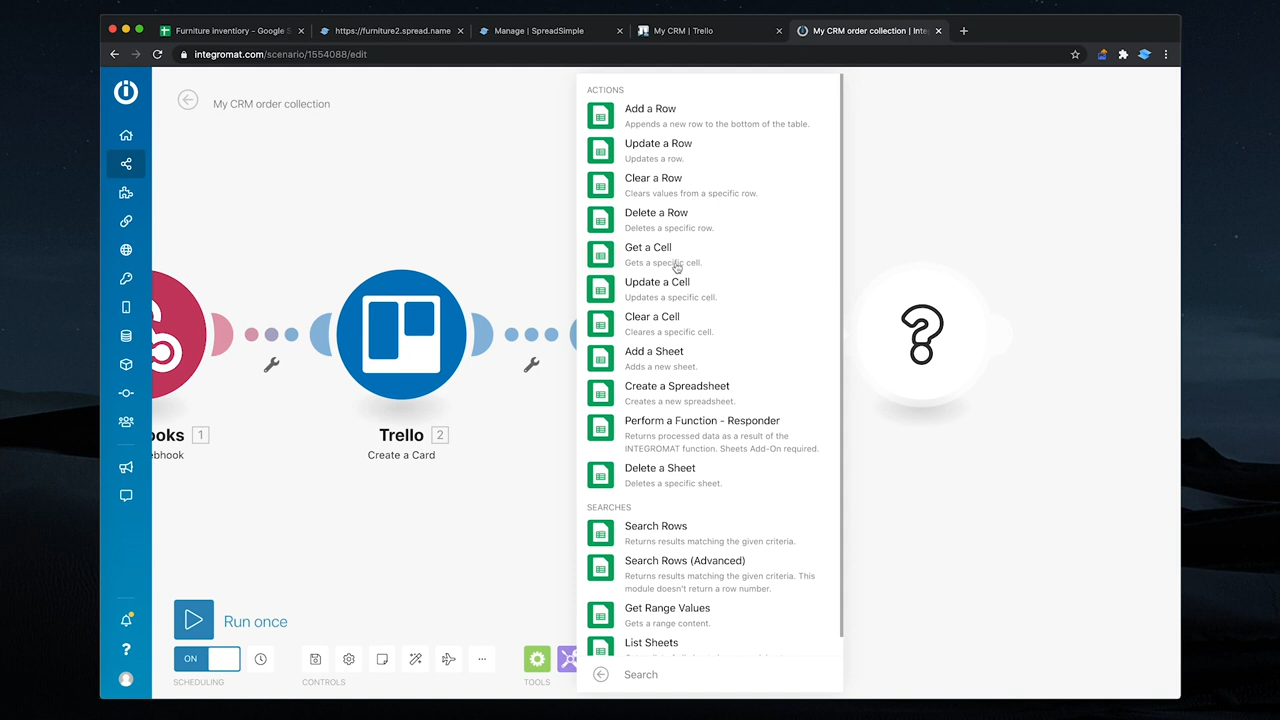 Furniture inventlory - Google S
https://furniture2.spread.name
Manage | SpreadSimple
My CRM | Trello
My CRM order collection | Inte
integromat.com/scenario/1554088/edit
My CRM order collection
ACTIONS
Add a Row
Appends a new row to the bottom of the table.
Update a Row
Updates a row.
Clear a Row
Clears values from a specific row.
Delete a Row
Deletes a specific row.
Get a Cell
Gets a specific cell.
Update a Cell
Updates a specific cell.
Clear a Cell
Cleares a specific cell.
Add a Sheet
Adds a new sheet.
Create a Spreadsheet
Creates a new spreadsheet.
Perform a Function - Responder
Returns processed data as a result of the
INTEGROMAT function. Sheets Add-On required.
Delete a Sheet
Deletes a specific sheet.
SEARCHES
Search Rows
Returns results matching the given criteria.
Search Rows (Advanced)
Returns results matching the given criteria. This
module doesn't return a row number.
Get Range Values
Gets a range content.
List Sheets
Search
ooks 1
ebhook
Trello 2
Create a Card
?
Run once
ON
SCHEDULING
CONTROLS
TOOLS
?